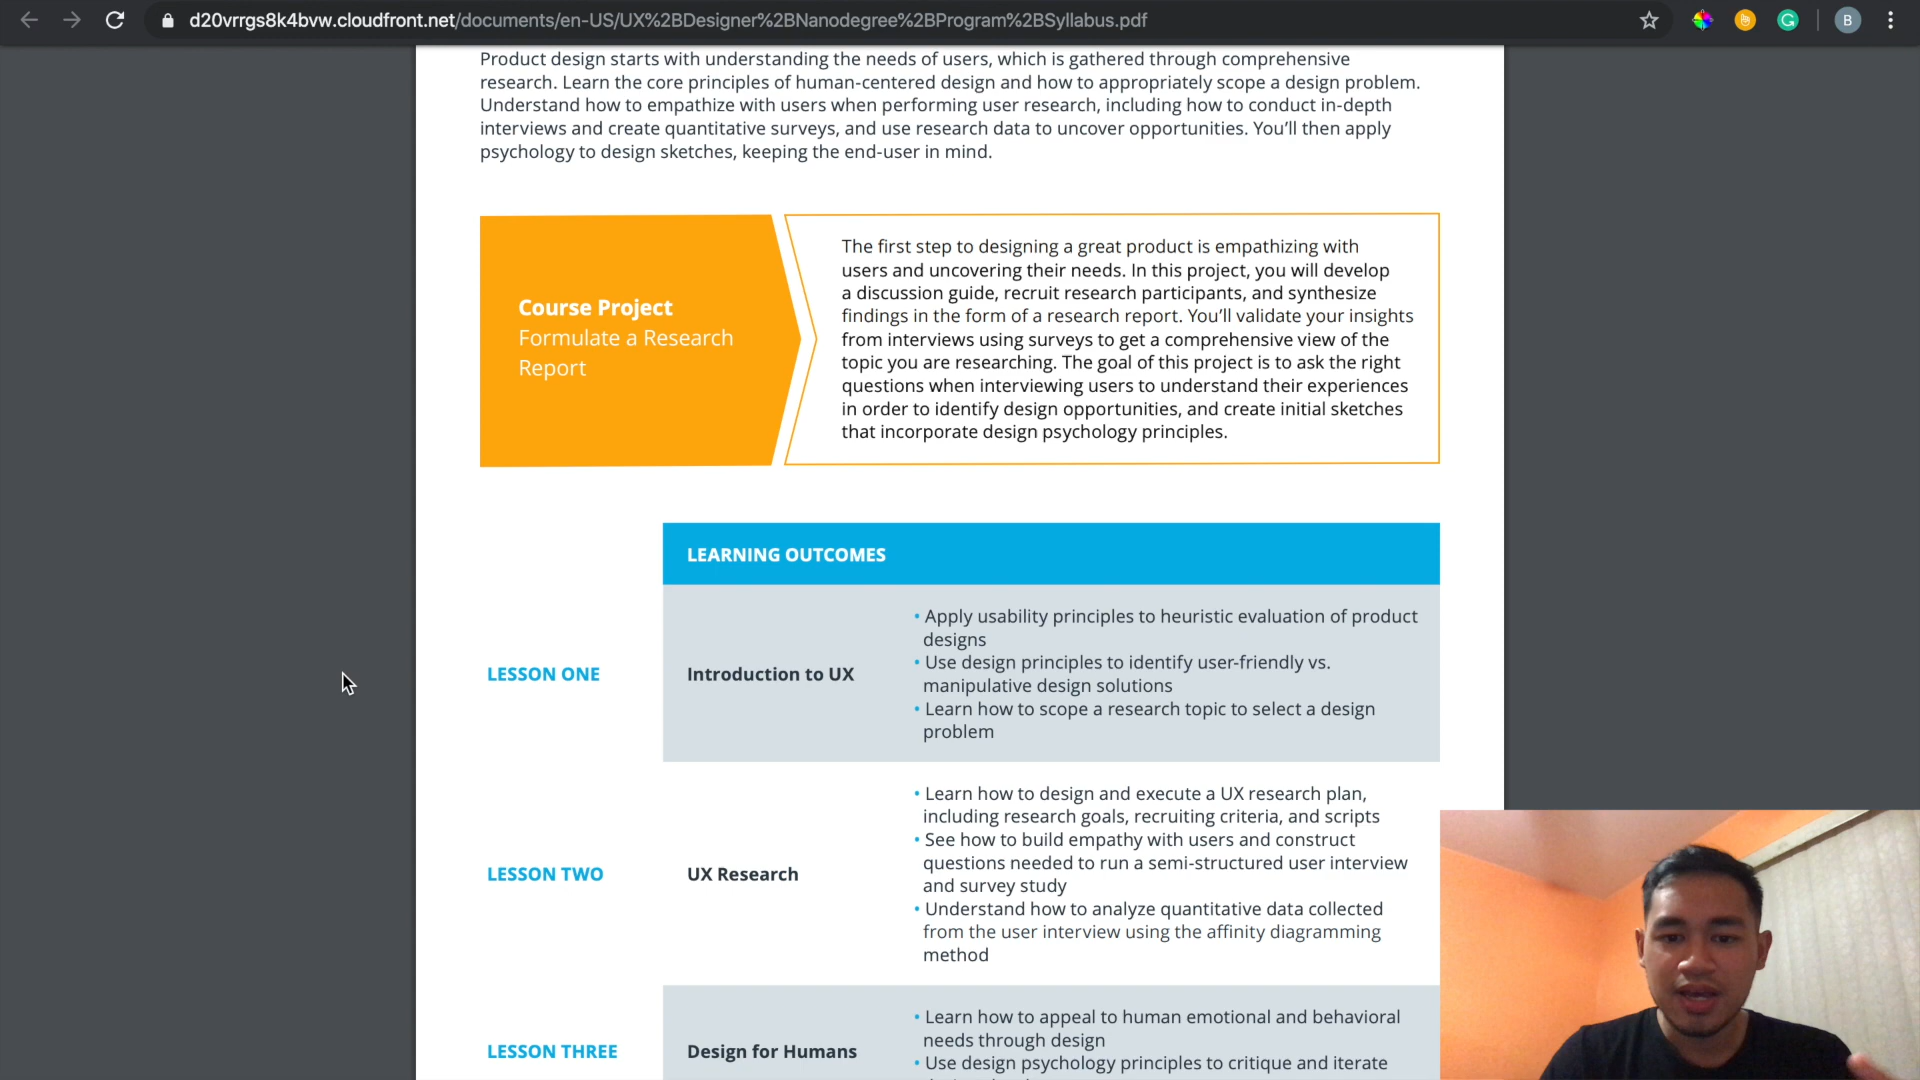 d20vrrgs8k4bvw.cloudfront.net/documents/en-US/UX%2BDesigner%2BNanodegree%2BProgram%2BSyllabus.pdf
B
Product design starts with understanding the needs of users, which is gathered through comprehensive
research. Learn the core principles of human-centered design and how to appropriately scope a design problem.
Understand how to empathize with users when performing user research, including how to conduct in-depth
interviews and create quantitative surveys, and use research data to uncover opportunities. You’ll then apply
psychology to design sketches, keeping the end-user in mind.
Course Project
Formulate a Research
Report
The first step to designing a great product is empathizing with
users and uncovering their needs. In this project, you will develop
a discussion guide, recruit research participants, and synthesize
findings in the form of a research report. You’ll validate your insights
from interviews using surveys to get a comprehensive view of the
topic you are researching. The goal of this project is to ask the right
questions when interviewing users to understand their experiences
in order to identify design opportunities, and create initial sketches
that incorporate design psychology principles.
LEARNING OUTCOMES
LESSON ONE
Introduction to UX
• Apply usability principles to heuristic evaluation of product
designs
• Use design principles to identify user-friendly vs.
manipulative design solutions
• Learn how to scope a research topic to select a design
problem
LESSON TWO
UX Research
• Learn how to design and execute a UX research plan,
including research goals, recruiting criteria, and scripts
• See how to build empathy with users and construct
questions needed to run a semi-structured user interview
and survey study
• Understand how to analyze quantitative data collected
from the user interview using the affinity diagramming
method
LESSON THREE
Design for Humans
• Learn how to appeal to human emotional and behavioral
needs through design
• Use design psychology principles to critique and iterate